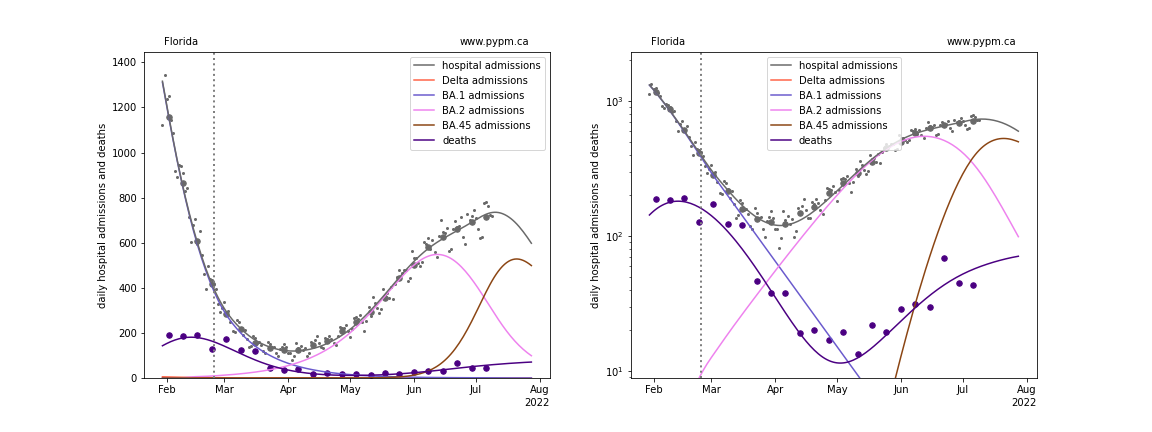 Florida
www.pypm.ca
daily hospital admissions and deaths
1400
1200
1000
800
600
400
200
0
hospital admissions
Delta admissions
BA.1 admissions
BA.2 admissions
BA.45 admissions
deaths
Feb
Mar
Apr
May
Jun
Jul
Aug
2022
Florida
www.pypm.ca
daily hospital admissions and deaths
10³
10²
10¹
hospital admissions
Delta admissions
BA.1 admissions
BA.2 admissions
BA.45 admissions
deaths
Feb
Mar
Apr
May
Jun
Jul
Aug
2022